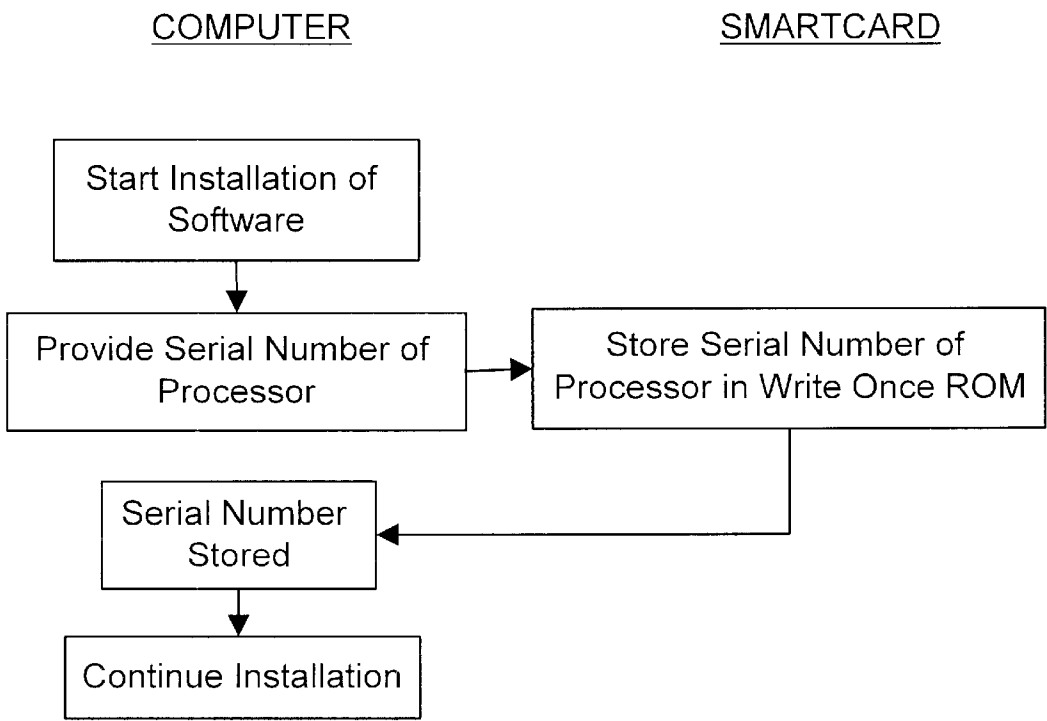 COMPUTER
SMARTCARD
Start Installation of
Software
Provide Serial Number of
Processor
Store Serial Number of
Processor in Write Once ROM
Serial Number
Stored
Continue Installation